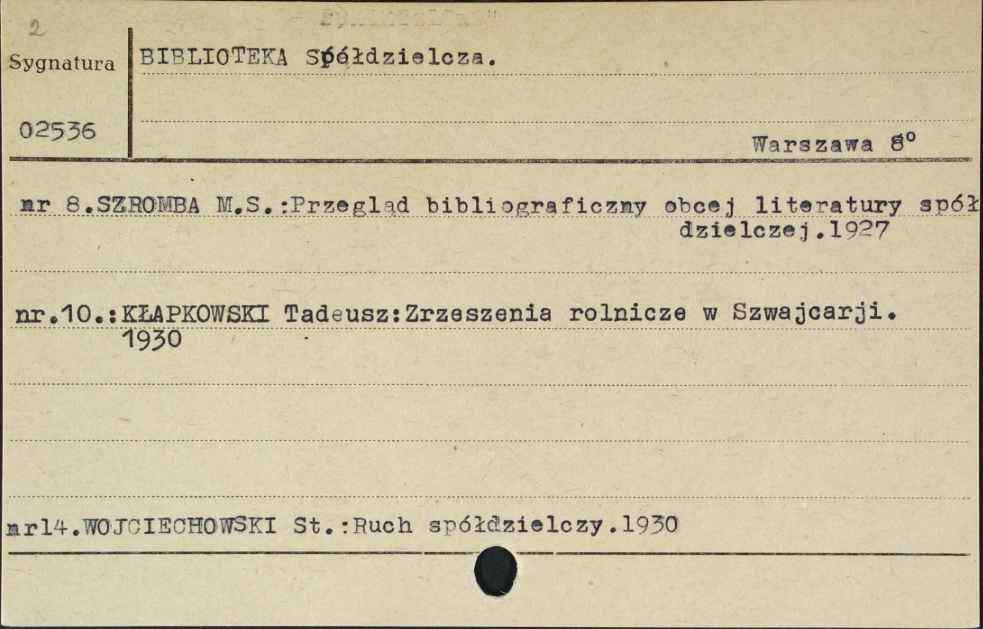 2
Sygnatura
BIBLIOTEKA Spółdzielcza.
02536
Warszawa 8°
nr 8.SZROMBA M.S.:Przegląd bibliograficzny obcej literatury spół
dzielczej.1927
nr.10.:KŁAPKOWSKI Tadeusz:Zrzeszenia rolnicze w Szwajcarji.
1930
nr14.WOJCIECHOWSKI St.:Ruch spółdzielczy.1930